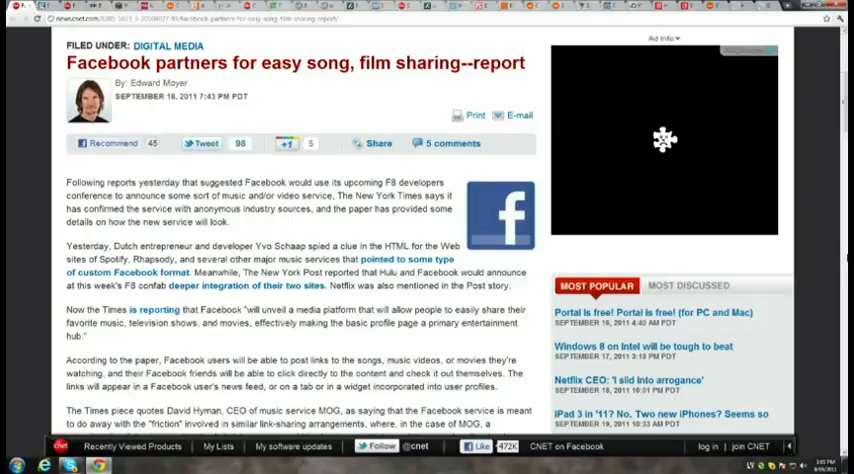 FILED UNDER: DIGITAL MEDIA
Facebook partners for easy song, film sharing--report
By: Edward Moyer
SEPTEMBER 18, 2011 7:43 PM PDT
Print E-mail
Recommend 45 Tweet 98 +1 5 Share 5 comments
Following reports yesterday that suggested Facebook would use its upcoming F8 developers
conference to announce some sort of music and/or video service, The New York Times says it
has confirmed the service with anonymous industry sources, and the paper has provided some
details on how the new service will look.
Yesterday, Dutch entrepreneur and developer Yvo Schaap spied a clue in the HTML for the Web
sites of Spotify, Rhapsody, and several other major music services that pointed to some type
of custom Facebook format. Meanwhile, The New York Post reported that Hulu and Facebook would announce
at this week's F8 confab deeper integration of their two sites. Netflix was also mentioned in the Post story.
Now the Times is reporting that Facebook "will unveil a media platform that will allow people to easily share their
favorite music, television shows, and movies, effectively making the basic profile page a primary entertainment
hub."
According to the paper, Facebook users will be able to post links to the songs, music videos, or movies they're
watching, and their Facebook friends will be able to click directly to the content and check it out themselves. The
links will appear in a Facebook user's news feed, or on a tab or in a widget incorporated into user profiles.
The Times piece quotes David Hyman, CEO of music service MOG, as saying that the Facebook service is meant
to do away with the "friction" involved in similar link-sharing arrangements, where, in the case of MOG, a
Ad Info
MOST POPULAR MOST DISCUSSED
Portal is free! Portal is free! (for PC and Mac)
SEPTEMBER 16, 2011 4:40 AM PDT
Windows 8 on Intel will be tough to beat
SEPTEMBER 17, 2011 3:18 PM PDT
Netflix CEO: 'I slid into arrogance'
SEPTEMBER 18, 2011 10:01 PM PDT
iPad 3 in '11? No. Two new iPhones? Seems so
SEPTEMBER 19, 2011 10:33 AM PDT
cnet Recently Viewed Products My Lists My software updates Follow @cnet Like 472K CNET on Facebook log in | join CNET